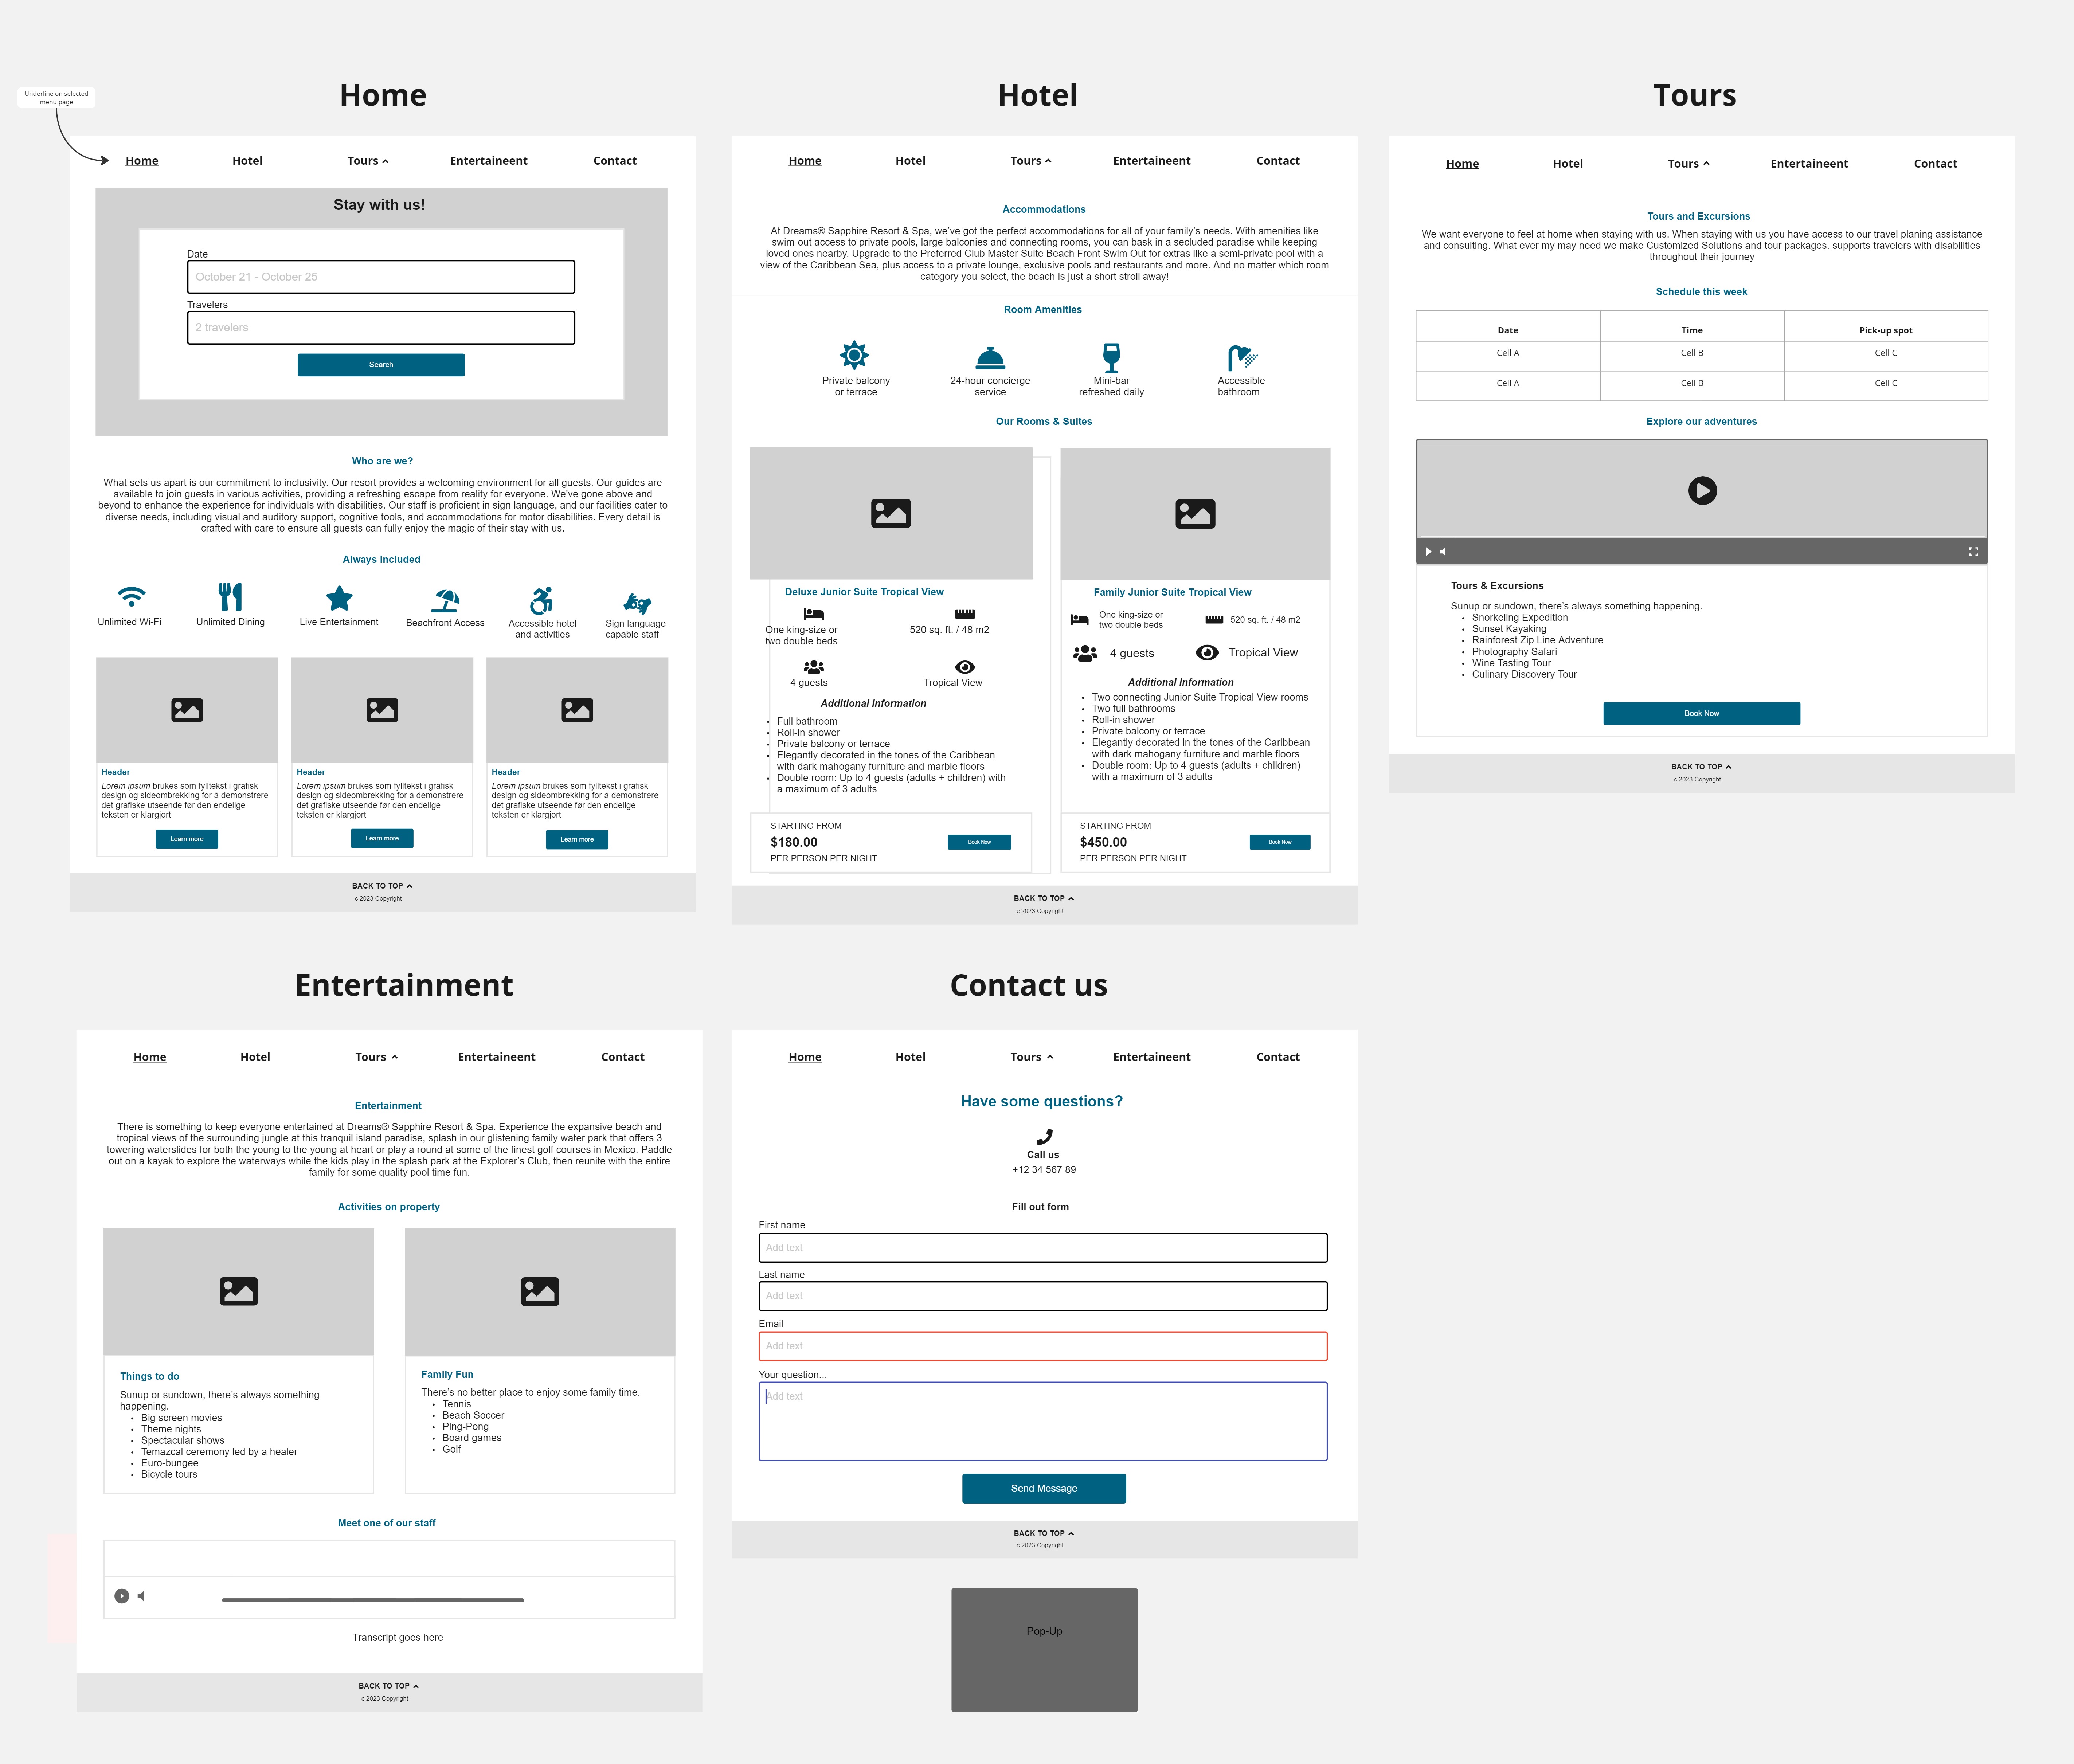 Underline on selected
menu page
Home
Home
Hotel
Tours
Entertaineent
Contact
Stay with us!
Date
October 21 - October 25
Travelers
2 travelers
Search
Who are we?
What sets us apart is our commitment to inclusivity. Our resort provides a welcoming environment for all guests. Our guides are
available to join guests in various activities, providing a refreshing escape from reality for everyone. We've gone above and
beyond to enhance the experience for individuals with disabilities. Our staff is proficient in sign language, and our facilities cater to
diverse needs, including visual and auditory support, cognitive tools, and accommodations for motor disabilities. Every detail is
crafted with care to ensure all guests can fully enjoy the magic of their stay with us.
Always included
Unlimited Wi-Fi
Unlimited Dining
Live Entertainment
Beachfront Access
Accessible hotel
and activities
Sign language-
capable staff
Header
Lorem ipsum brukes som fylltekst i grafisk
design og sideombrekking for å demonstrere
det grafiske utseende før den endelige
teksten er klargjort
Learn more
Header
Lorem ipsum brukes som fylltekst i grafisk
design og sideombrekking for å demonstrere
det grafiske utseende før den endelige
teksten er klargjort
Learn more
Header
Lorem ipsum brukes som fylltekst i grafisk
design og sideombrekking for å demonstrere
det grafiske utseende før den endelige
teksten er klargjort
Learn more
BACK TO TOP
c 2023 Copyright
Hotel
Home
Hotel
Tours
Entertaineent
Contact
Accommodations
At Dreams® Sapphire Resort & Spa, we've got the perfect accommodations for all of your family's needs. With amenities like
swim-out access to private pools, large balconies and connecting rooms, you can bask in a secluded paradise while keeping
loved ones nearby. Upgrade to the Preferred Club Master Suite Beach Front Swim Out for extras like a semi-private pool with a
view of the Caribbean Sea, plus access to a private lounge, exclusive pools and restaurants and more. And no matter which room
category you select, the beach is just a short stroll away!
Room Amenities
Private balcony
or terrace
24-hour concierge
service
Mini-bar
refreshed daily
Accessible
bathroom
Our Rooms & Suites
Deluxe Junior Suite Tropical View
One king-size or
two double beds
520 sq. ft. / 48 m2
4 guests
Tropical View
Additional Information
• Full bathroom
• Roll-in shower
• Private balcony or terrace
• Elegantly decorated in the tones of the Caribbean
with dark mahogany furniture and marble floors
• Double room: Up to 4 guests (adults + children) with
a maximum of 3 adults
STARTING FROM
$180.00
PER PERSON PER NIGHT
Book Now
Family Junior Suite Tropical View
One king-size or
two double beds
520 sq. ft. / 48 m2
4 guests
Tropical View
Additional Information
• Two connecting Junior Suite Tropical View rooms
• Two full bathrooms
• Roll-in shower
• Private balcony or terrace
• Elegantly decorated in the tones of the Caribbean
with dark mahogany furniture and marble floors
• Double room: Up to 4 guests (adults + children)
with a maximum of 3 adults
STARTING FROM
$450.00
PER PERSON PER NIGHT
Book Now
BACK TO TOP
c 2023 Copyright
Tours
Home
Hotel
Tours
Entertaineent
Contact
Tours and Excursions
We want everyone to feel at home when staying with us. When staying with us you have access to our travel planing assistance
and consulting. What ever my may need we make Customized Solutions and tour packages. supports travelers with disabilities
throughout their journey
Schedule this week
Date
Time
Pick-up spot
Cell A
Cell B
Cell C
Cell A
Cell B
Cell C
Explore our adventures
Tours & Excursions
Sunup or sundown, there's always something happening.
• Snorkeling Expedition
• Sunset Kayaking
• Rainforest Zip Line Adventure
• Photography Safari
• Wine Tasting Tour
• Culinary Discovery Tour
Book Now
BACK TO TOP
c 2023 Copyright
Entertainment
Home
Hotel
Tours
Entertaineent
Contact
Entertainment
There is something to keep everyone entertained at Dreams® Sapphire Resort & Spa. Experience the expansive beach and
tropical views of the surrounding jungle at this tranquil island paradise, splash in our glistening family water park that offers 3
towering waterslides for both the young to the young at heart or play a round at some of the finest golf courses in Mexico. Paddle
out on a kayak to explore the waterways while the kids play in the splash park at the Explorer's Club, then reunite with the entire
family for some quality pool time fun.
Activities on property
Things to do
Sunup or sundown, there's always something
happening.
• Big screen movies
• Theme nights
• Spectacular shows
• Temazcal ceremony led by a healer
• Euro-bungee
• Bicycle tours
Family Fun
There's no better place to enjoy some family time.
• Tennis
• Beach Soccer
• Ping-Pong
• Board games
• Golf
Meet one of our staff
Transcript goes here
BACK TO TOP
c 2023 Copyright
Contact us
Home
Hotel
Tours
Entertaineent
Contact
Have some questions?
Call us
+12 34 567 89
Fill out form
First name
Add text
Last name
Add text
Email
Add text
Your question...
Add text
Send Message
BACK TO TOP
c 2023 Copyright
Pop-Up